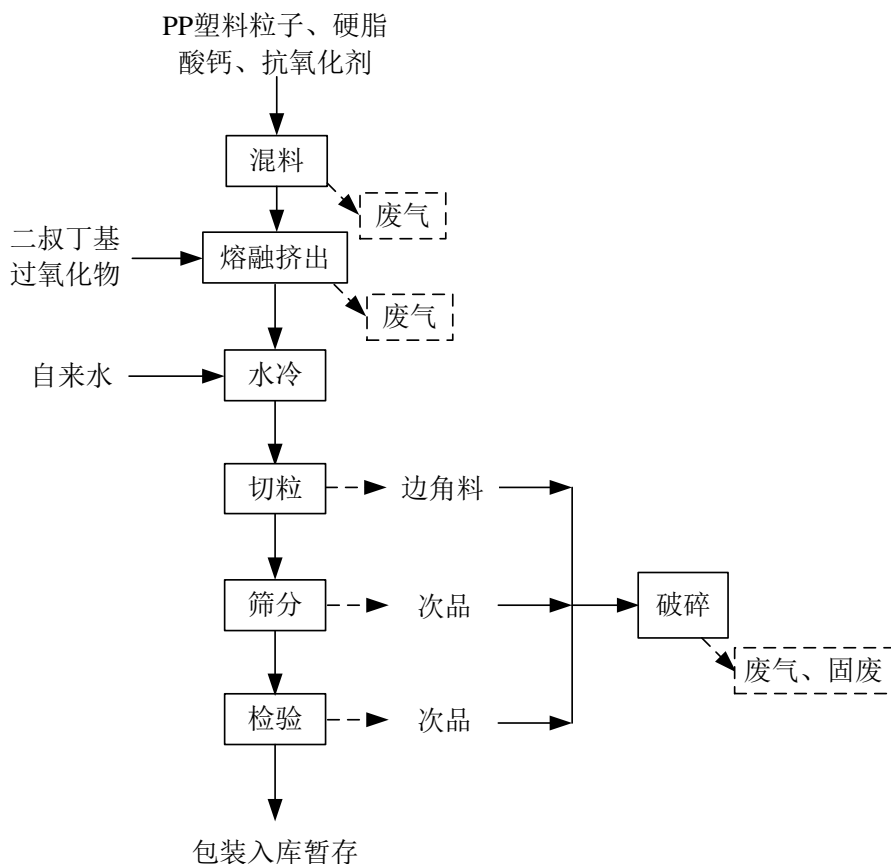 PP塑料粒子、硬脂
酸钙、抗氧化剂
混料
废气
二叔丁基
过氧化物
熔融挤出
废气
自来水
水冷
切粒
边角料
筛分
次品
破碎
废气、固废
检验
次品
包装入库暂存